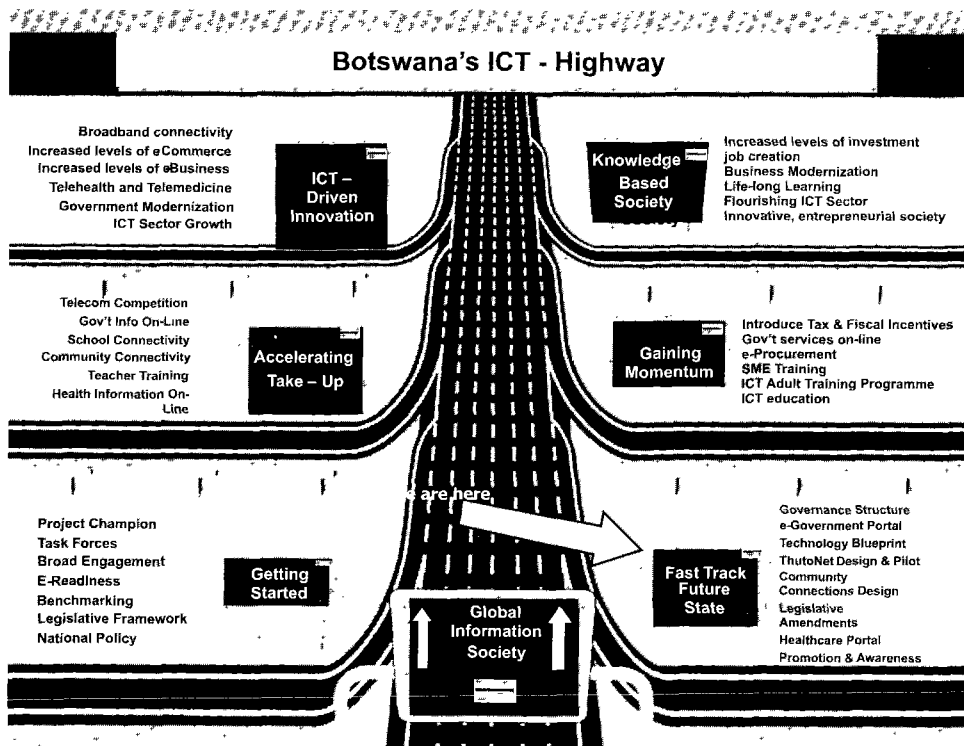 Botswana's ICT - Highway
Broadband connectivity
Increased levels of eCommerce
Increased levels of eBusiness
Telehealth and Telemedicine
Government Modernization
ICT Sector Growth
ICT –
Driven
Innovation
Knowledge
Based
Society
Increased levels of investment
job creation
Business Modernization
Life-long Learning
Flourishing ICT Sector
Innovative, entrepreneurial society
Telecom Competition
Gov't Info On-Line
School Connectivity
Community Connectivity
Teacher Training
Health Information On-
Line
Accelerating
Take – Up
Gaining
Momentum
Introduce Tax & Fiscal Incentives
Gov't services on-line
e-Procurement
SME Training
ICT Adult Training Programme
ICT education
e are here
Project Champion
Task Forces
Broad Engagement
E-Readiness
Benchmarking
Legislative Framework
National Policy
Getting
Started
Global
Information
Society
Fast Track
Future
State
Governance Structure
e-Government Portal
Technology Blueprint
ThutoNet Design & Pilot
Community
Connections Design
Legislative
Amendments
Healthcare Portal
Promotion & Awareness